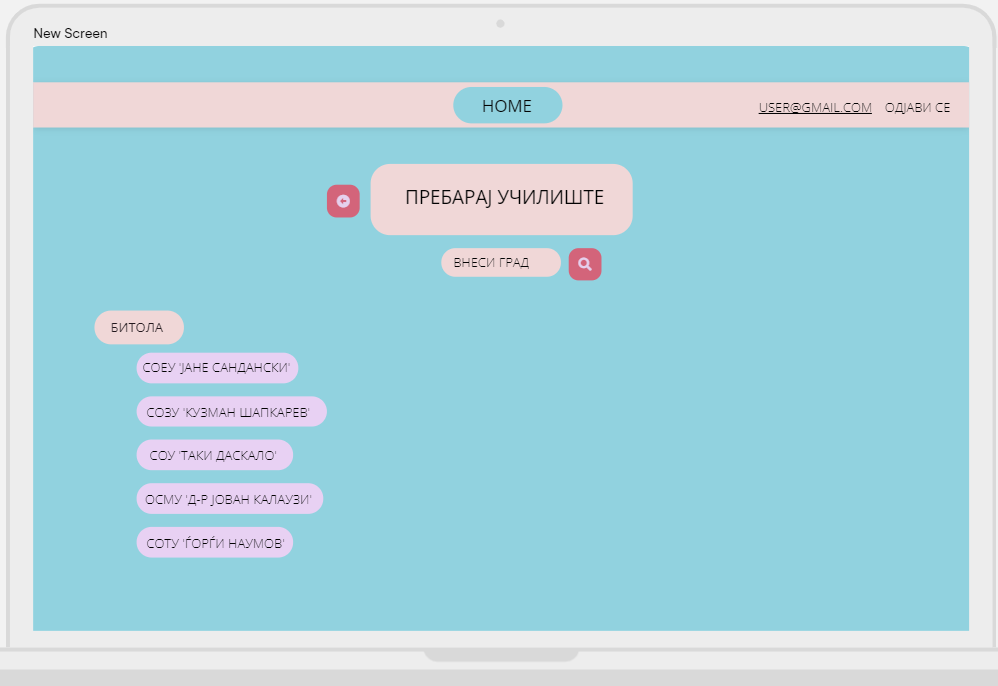 New Screen
HOME
USER@GMAIL.COM ОДЈАВИ СЕ
ПРЕБАРАЈ УЧИЛИШТЕ
ВНЕСИ ГРАД
БИТОЛА
СОЕУ 'ЈАНЕ САНДАНСКИ'
СОЗУ 'КУЗМАН ШАПКАРЕВ'
СОУ 'ТАКИ ДАСКАЛО'
ОСМУ 'Д-Р ЈОВАН КАЛАУЗИ'
СОТУ 'ЃОРЃИ НАУМОВ'